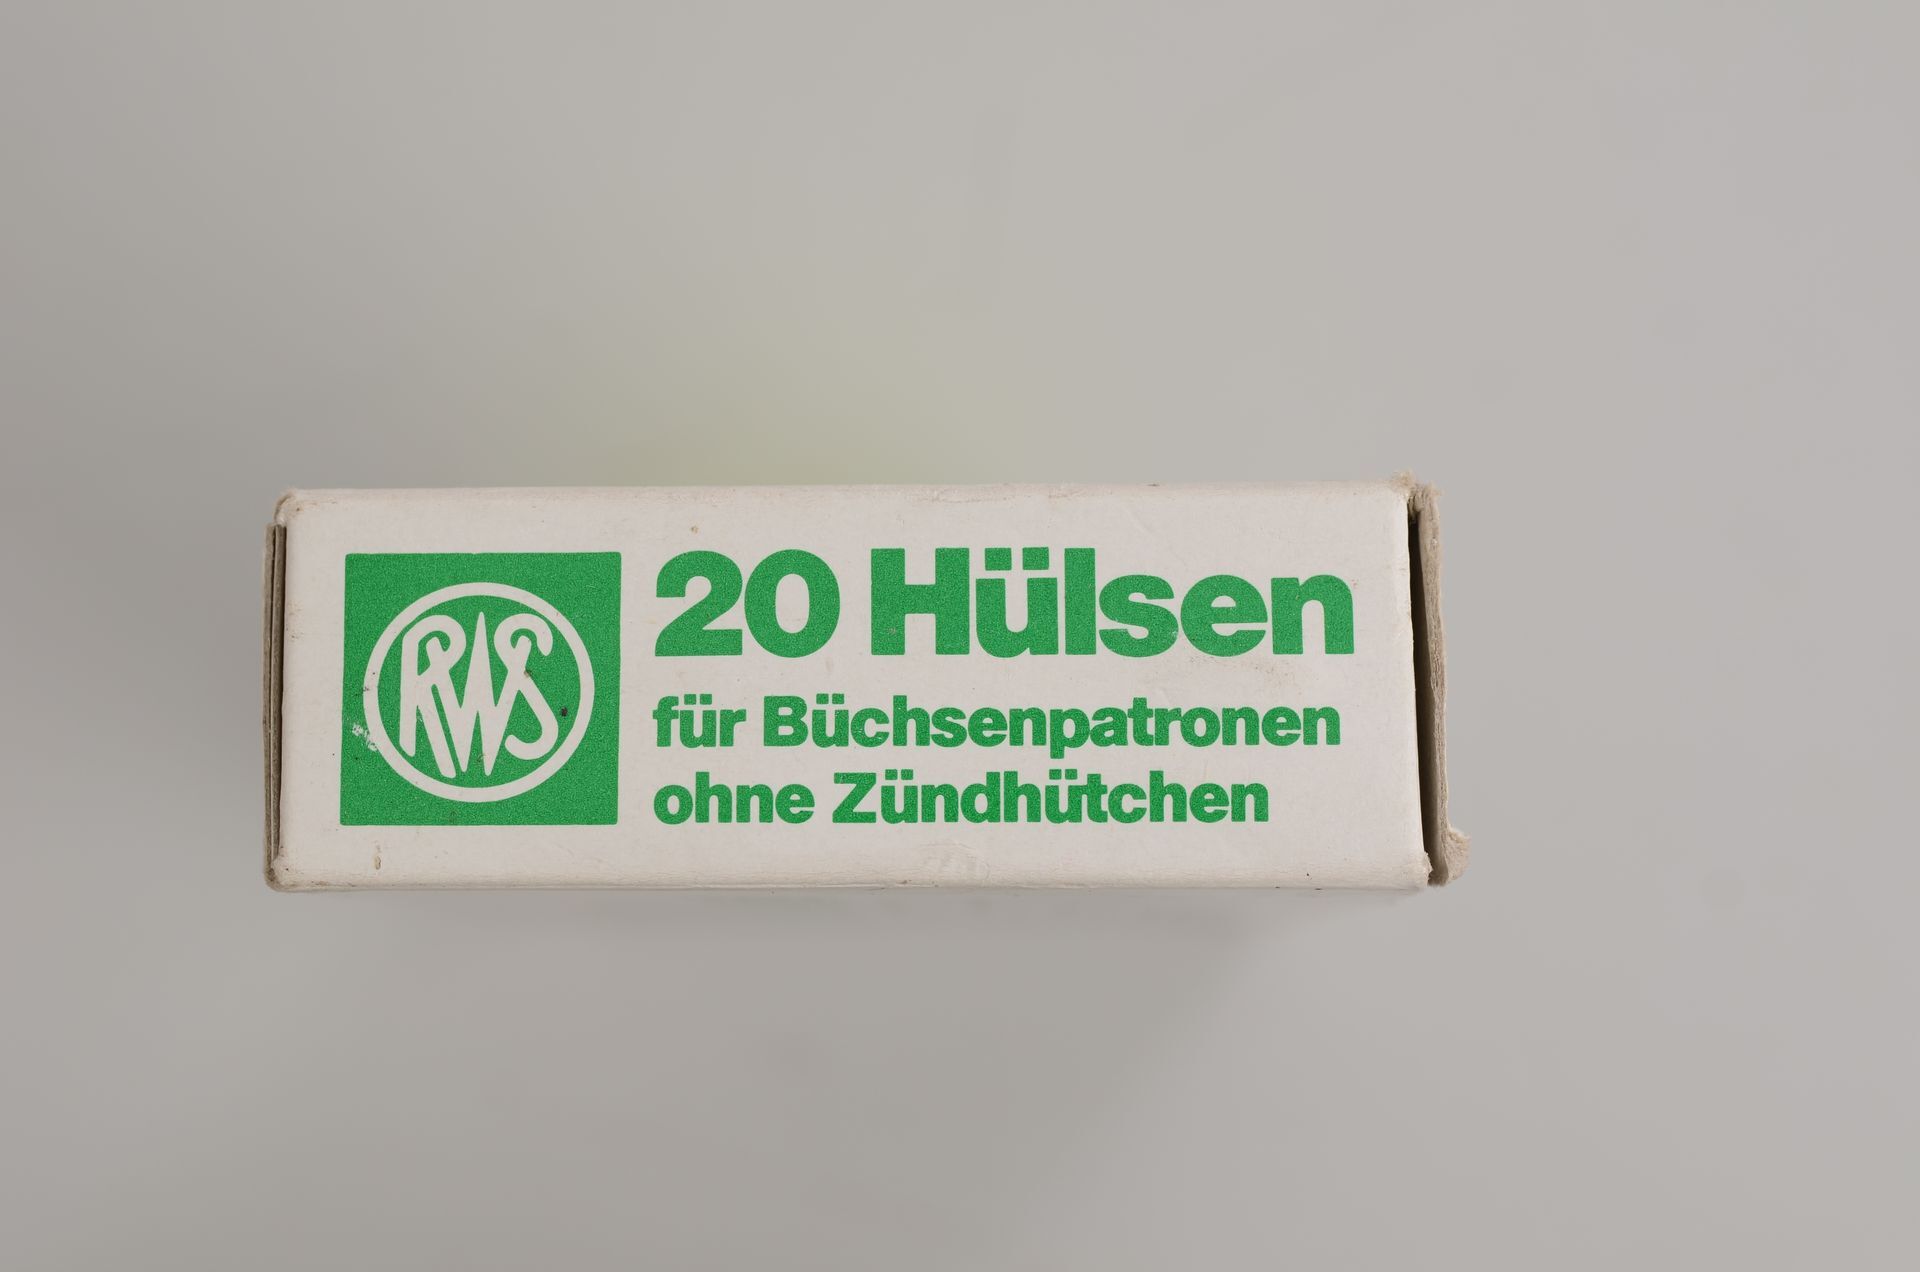 RWS
20 Hülsen
für Büchsenpatronen
ohne Zündhütchen